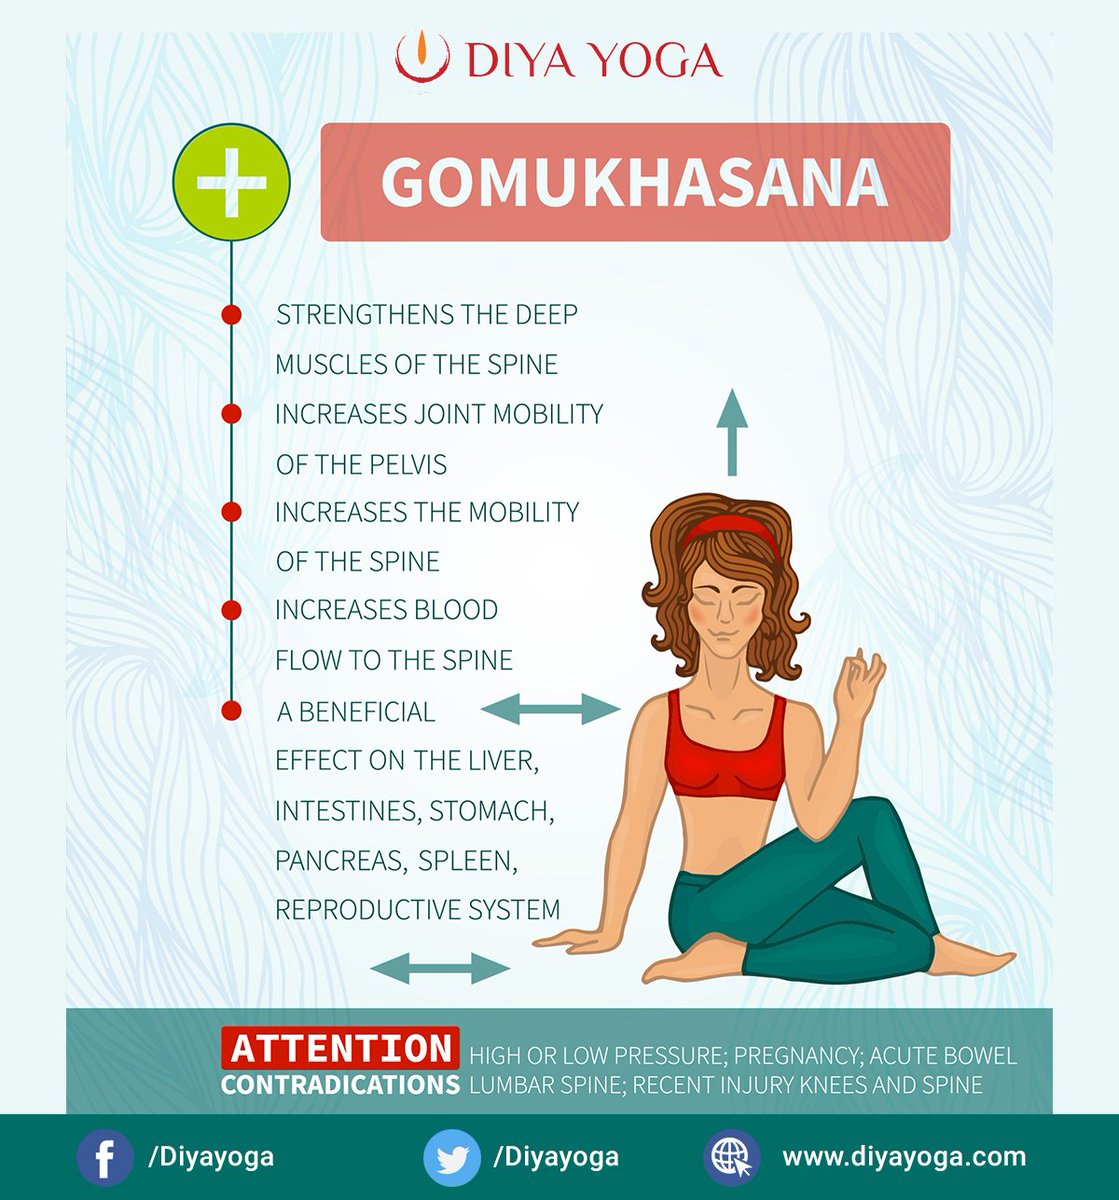 DIYA YOGA
GOMUKHASANA
STRENGTHENS THE DEEP
MUSCLES OF THE SPINE
INCREASES JOINT MOBILITY
OF THE PELVIS
INCREASES THE MOBILITY
OF THE SPINE
INCREASES BLOOD
FLOW TO THE SPINE
A BENEFICIAL
EFFECT ON THE LIVER,
INTESTINES, STOMACH,
PANCREAS, SPLEEN,
REPRODUCTIVE SYSTEM
ATTENTION
CONTRADICATIONS
HIGH OR LOW PRESSURE; PREGNANCY; ACUTE BOWEL
LUMBAR SPINE; RECENT INJURY KNEES AND SPINE
/Diyayoga
/Diyayoga
www.diyayoga.com